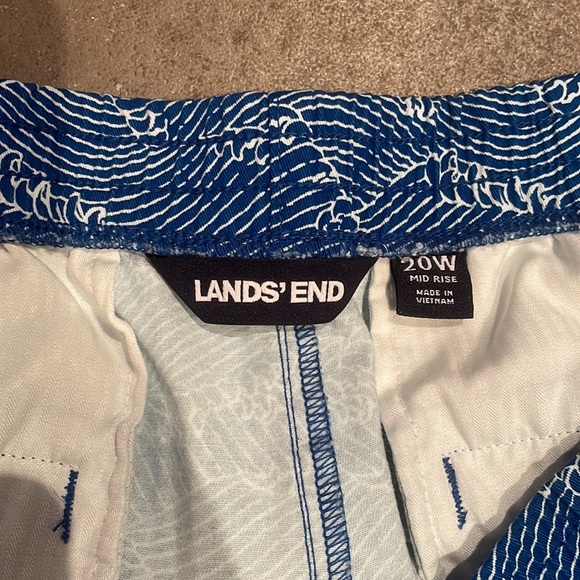 LANDS' END
20W
MID RISE
MADE IN
VIETNAM